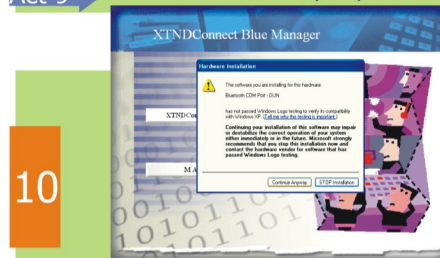 XTNDConnect Blue Manager
Hardware Installation
The software you are installing for this hardware
Bluetooth COM Port - DUN
has not passed Windows Logo testing to verify its compatibility
with Windows XP. (Tell me why this testing is important.)
Continuing your installation of this software may impair
or destabilize the correct operation of your system
either immediately or in the future. Microsoft strongly
recommends that you stop this installation now and
contact the hardware vendor for software that has
passed Windows Logo testing.
Continue Anyway
STOP Installation
10